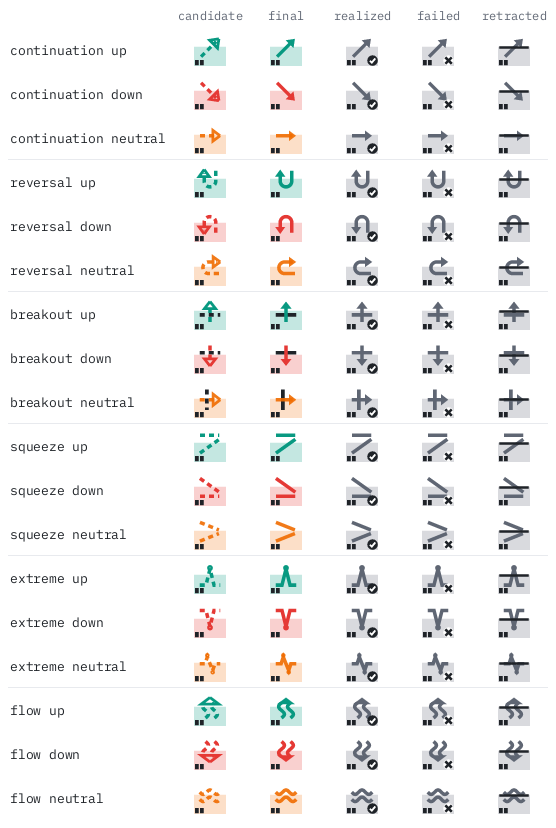 candidate final realized failed retracted
continuation up
continuation down
continuation neutral
reversal up
reversal down
reversal neutral
breakout up
breakout down
breakout neutral
squeeze up
squeeze down
squeeze neutral
extreme up
extreme down
extreme neutral
flow up
flow down
flow neutral